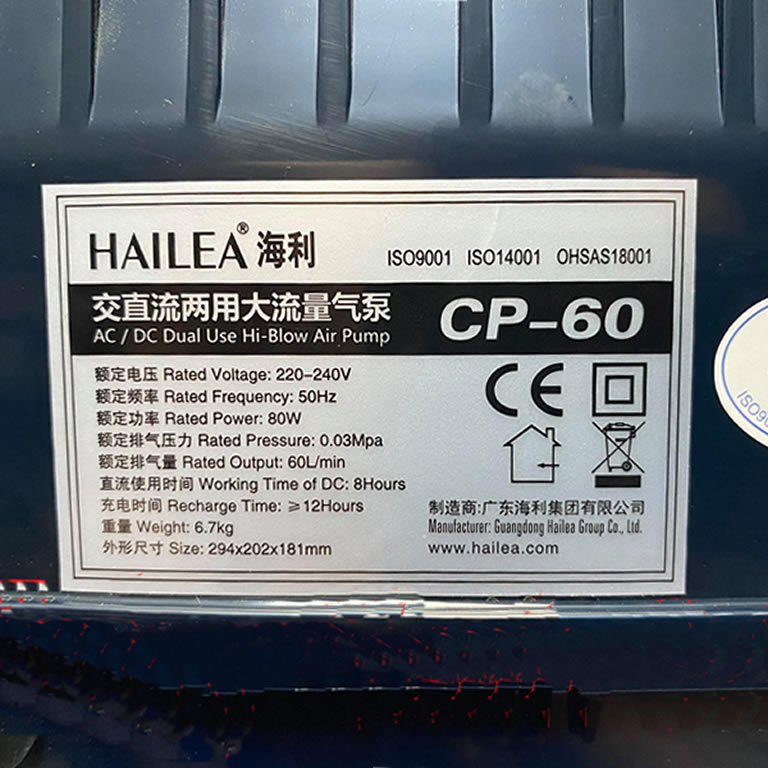 HAILEA® 海利
ISO9001 ISO14001 OHSAS18001
交直流两用大流量气泵
AC / DC Dual Use Hi-Blow Air Pump
CP-60
额定电压 Rated Voltage: 220-240V
额定频率 Rated Frequency: 50Hz
额定功率 Rated Power: 80W
额定排气压力 Rated Pressure: 0.03Mpa
额定排气量 Rated Output: 60L/min
直流使用时间 Working Time of DC: 8Hours
充电时间 Recharge Time: ≥12Hours
重量 Weight: 6.7kg
外形尺寸 Size: 294x202x181mm
CE
制造商:广东海利集团有限公司
Manufacturer: Guangdong Hailea Group Co., Ltd.
www.hailea.com